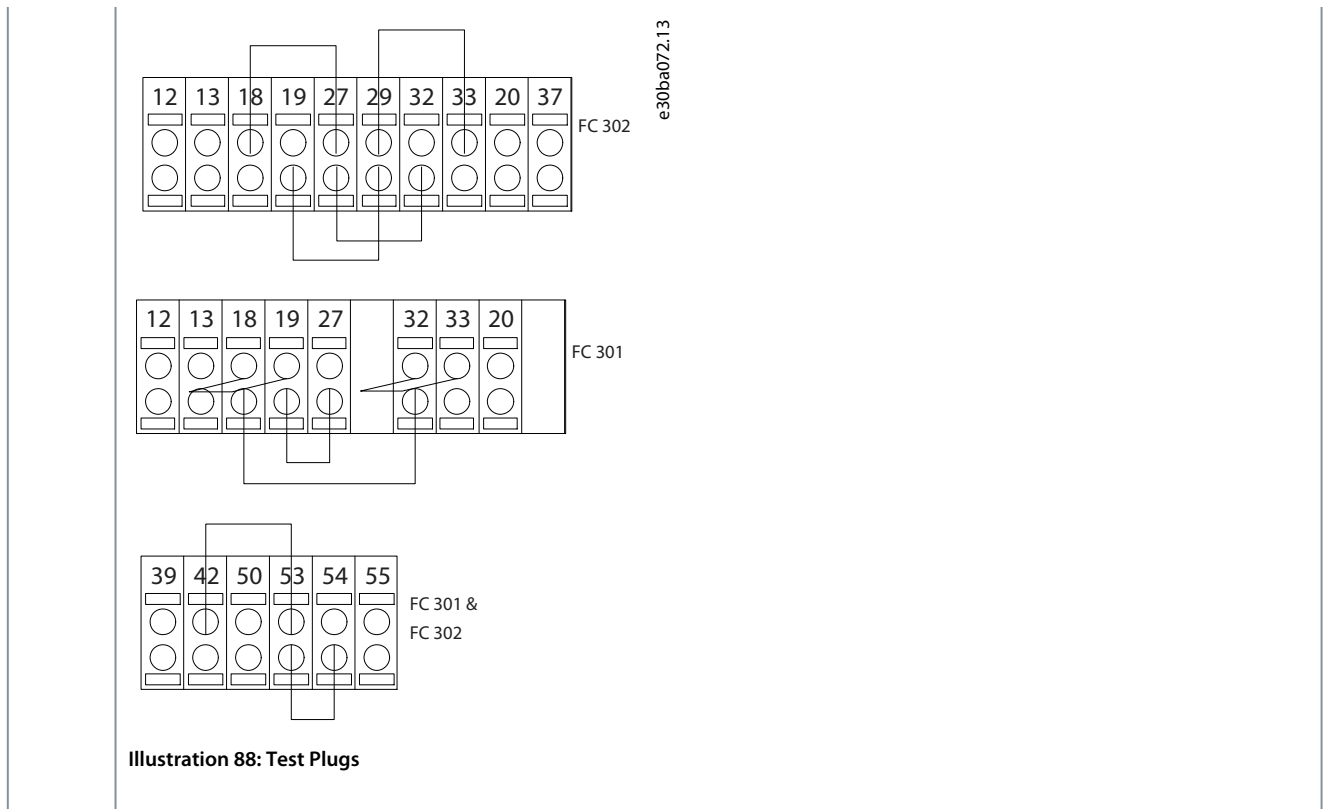 e30ba072.13
12 13 18 19 27 29 32 33 20 37
FC 302
12 13 18 19 27 32 33 20
FC 301
39 42 50 53 54 55
FC 301 &
FC 302
Illustration 88: Test Plugs